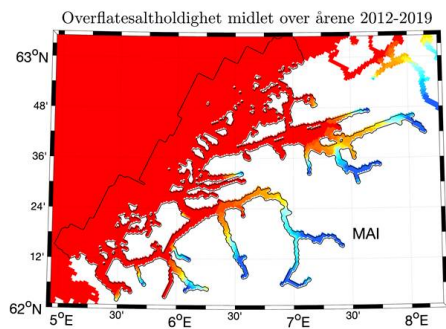 Overflatesaltholdighet midlet over årene 2012-2019
63°N
48'
36'
24'
12'
62°N
MAI
5°E
30'
6°E
30'
7°E
30'
8°E